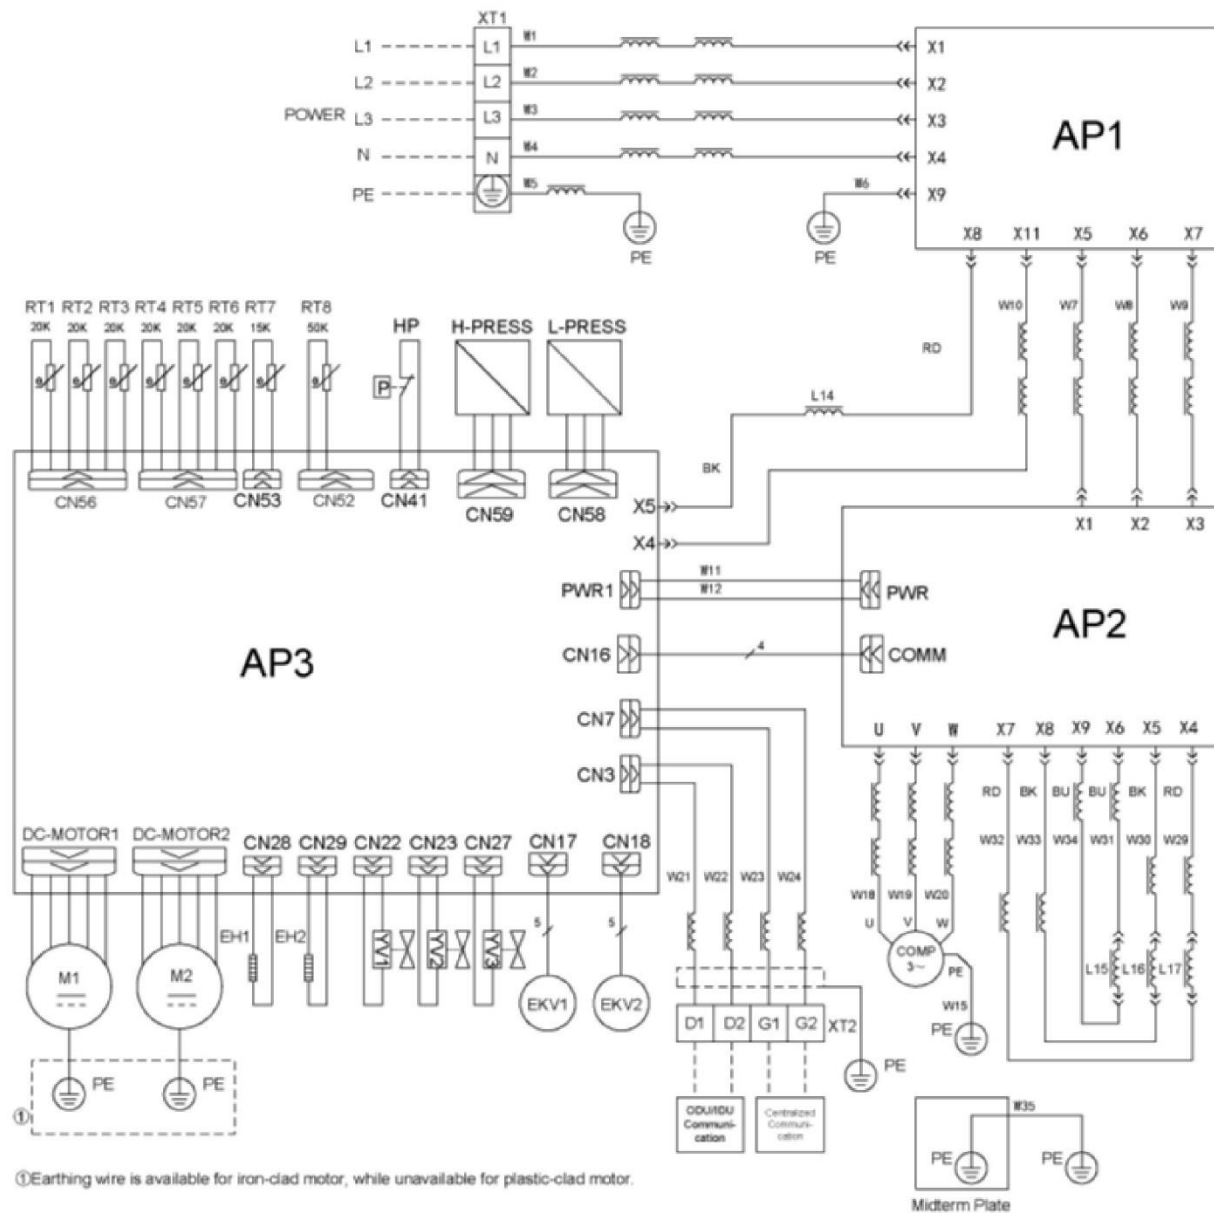 XT1
L1 L1 W1 X1
L2 L2 W2 X2
POWER L3 L3 W3 X3
AP1
N N W4 X4
PE W5 W6 X9
PE PE
X8 X11 X5 X6 X7
RT1 RT2 RT3 RT4 RT5 RT6 RT7 RT8
20K 20K 20K 20K 20K 20K 15K 50K
HP H-PRESS L-PRESS
W10 W7 W8 W9
RD
P
L14
BK
CN56 CN57 CN53 CN52 CN41 CN59 CN58
X5
X4
X1 X2 X3
W11
PWR1 W12 PWR
AP2
AP3
CN16 4 COMM
CN7
U V W X7 X8 X9 X6 X5 X4
CN3
RD BK BU BU BK RD
DC-MOTOR1 DC-MOTOR2 CN28 CN29 CN22 CN23 CN27 CN17 CN18
W32 W33 W34 W31 W30 W29
W21 W22 W23 W24
W18 W19 W20
U V W
5 5
EH1 EH2 YV1 YV2 YV3
COMP
3~
PE
L15 L16 L17
M1 M2
EKV1 EKV2
W15
D1 D2 G1 G2 XT2
PE
PE
PE PE
①
ODU/IDU
Communi-
cation
Centralized
Communi-
cation
W35
PE PE
①Earthing wire is available for iron-clad motor, while unavailable for plastic-clad motor.
Midterm Plate